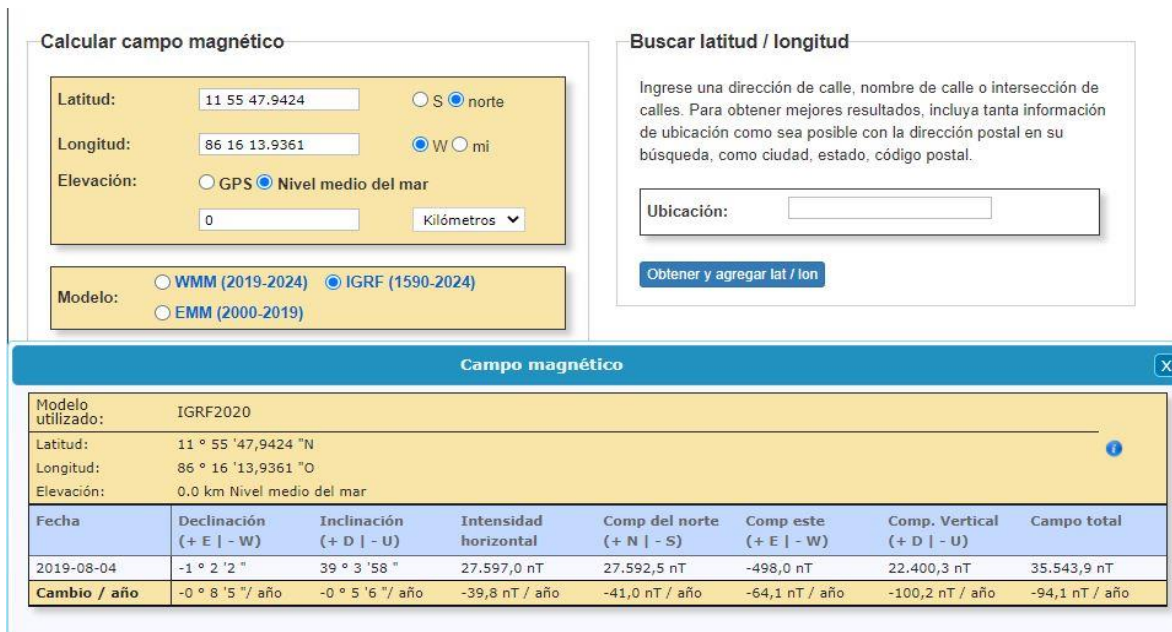 Calcular campo magnético
Latitud: 11 55 47.9424 S norte
Longitud: 86 16 13.9361 W mi
Elevación: GPS Nivel medio del mar
0 Kilómetros
Modelo: WMM (2019-2024) IGRF (1590-2024)
EMM (2000-2019)
Buscar latitud / longitud
Ingrese una dirección de calle, nombre de calle o intersección de
calles. Para obtener mejores resultados, incluya tanta información
de ubicación como sea posible con la dirección postal en su
búsqueda, como ciudad, estado, código postal.
Ubicación:
Obtener y agregar lat / lon
Campo magnético
X
Modelo
utilizado: IGRF2020
Latitud: 11 ° 55 '47,9424 "N
Longitud: 86 ° 16 '13,9361 "O
Elevación: 0.0 km Nivel medio del mar
Fecha Declinación Inclinación Intensidad Comp del norte Comp este Comp. Vertical Campo total
(+ E | - W) (+ D | - U) horizontal (+ N | - S) (+ E | - W) (+ D | - U)
2019-08-04 -1 ° 2 '2 " 39 ° 3 '58 " 27.597,0 nT 27.592,5 nT -498,0 nT 22.400,3 nT 35.543,9 nT
Cambio / año -0 ° 8 '5 "/ año -0 ° 5 '6 "/ año -39,8 nT / año -41,0 nT / año -64,1 nT / año -100,2 nT / año -94,1 nT / año